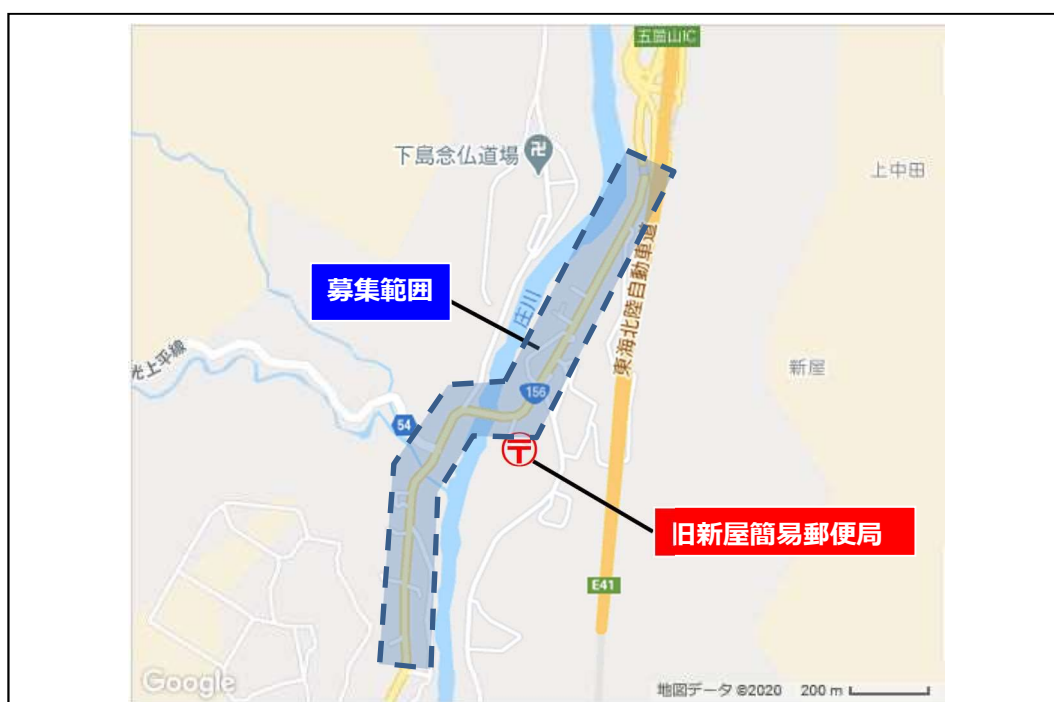 五箇山IC
下島念仏道場
上中田
募集範囲
庄川
東海北陸自動車道
光上平線
新屋
156
54
旧新屋簡易郵便局
E41
Google
地図データ ©2020 200 m